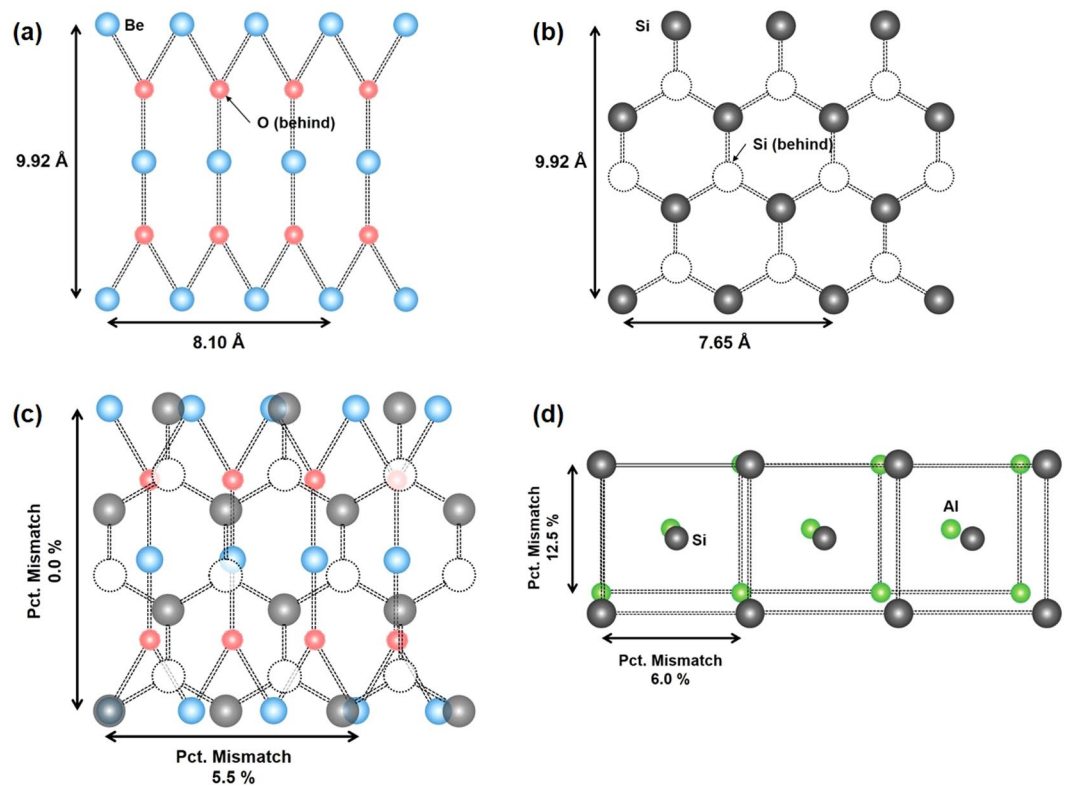 (a)
Be
O (behind)
9.92 Å
8.10 Å
(b)
Si
Si (behind)
9.92 Å
7.65 Å
(c)
Pct. Mismatch
0.0 %
Pct. Mismatch
5.5 %
(d)
Al
Si
Pct. Mismatch
12.5 %
Pct. Mismatch
6.0 %